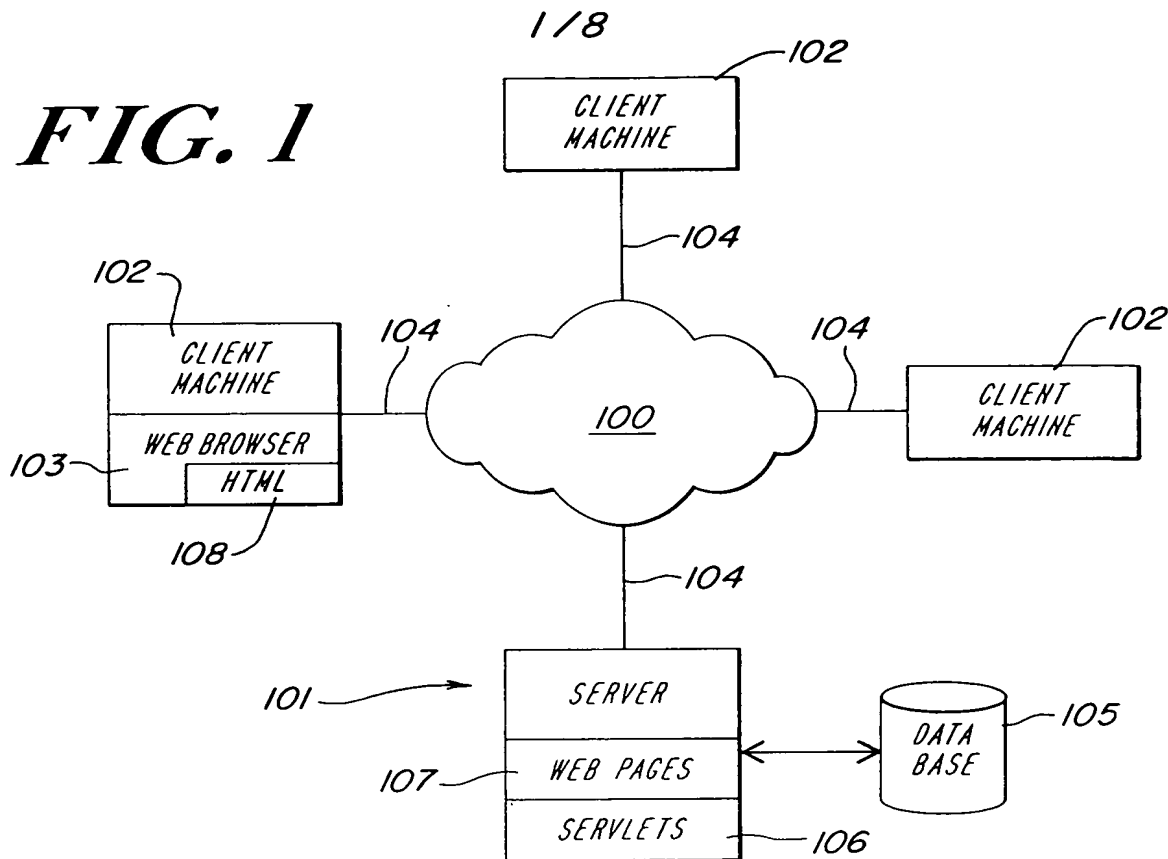 1/8
FIG. 1
102
CLIENT
MACHINE
104
102
CLIENT
MACHINE
104
WEB BROWSER
103
HTML
108
100
104
102
CLIENT
MACHINE
104
101
SERVER
107
WEB PAGES
SERVLETS
106
DATA
BASE
105